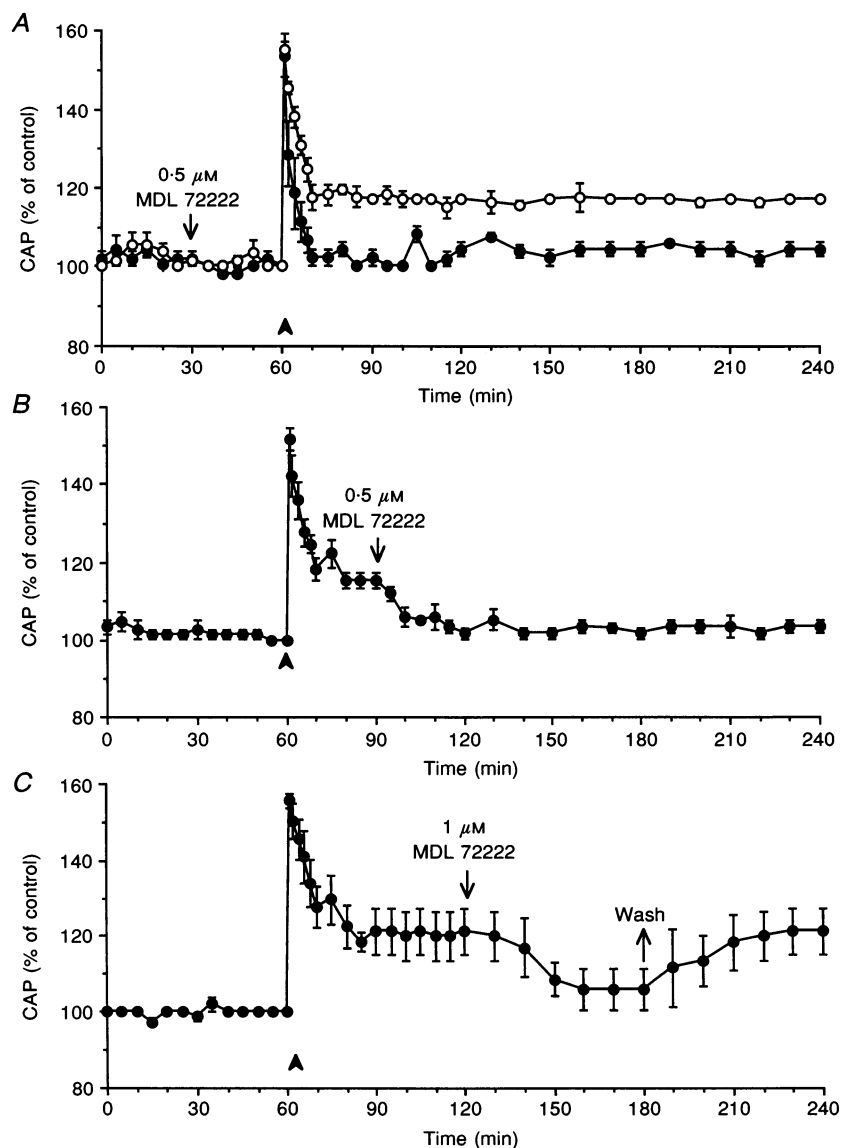 A
160
140
120
100
80
CAP (% of control)
0·5 µM
MDL 72222
0 30 60 90 120 150 180 210 240
Time (min)
B
160
140
120
100
80
CAP (% of control)
0·5 µM
MDL 72222
0 30 60 90 120 150 180 210 240
Time (min)
C
160
140
120
100
80
CAP (% of control)
1 µM
MDL 72222
Wash
0 30 60 90 120 150 180 210 240
Time (min)